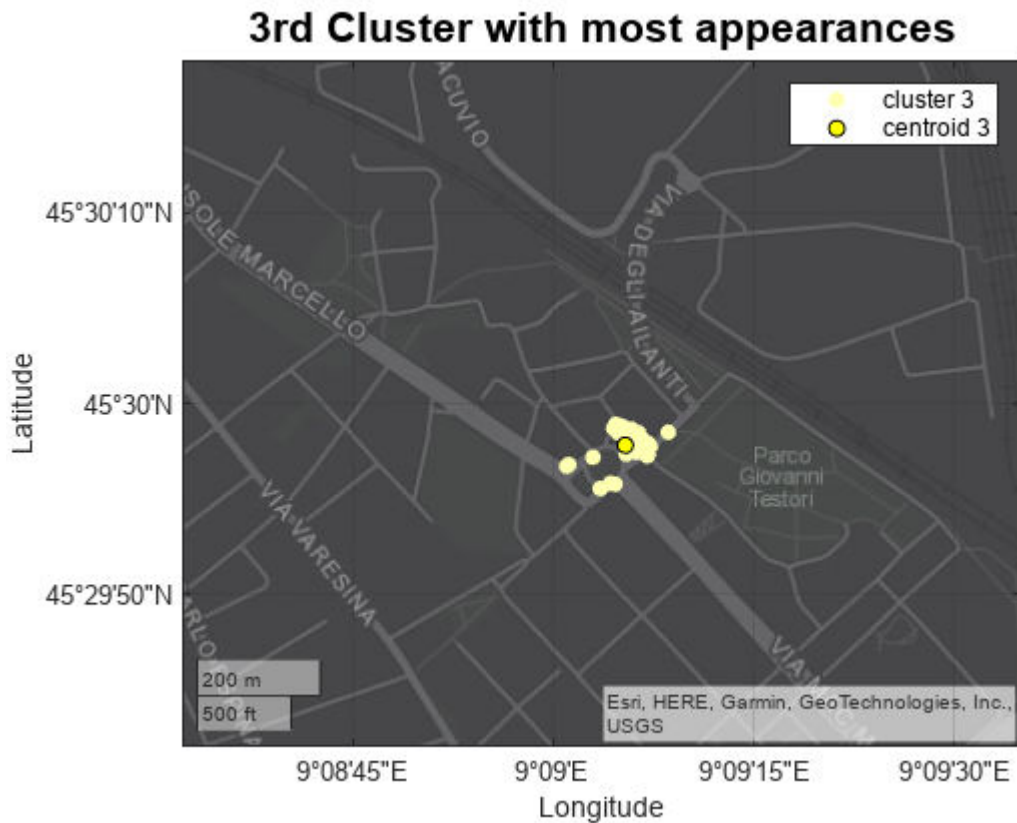 3rd Cluster with most appearances
cluster 3
centroid 3
ACUVIO
VIA DEGLI AILANTI
ISOLE MARCELLO
45°30'10"N
45°30'N
45°29'50"N
Latitude
Parco
Giovanni
Testori
VIA VARESINA
200 m
500 ft
Esri, HERE, Garmin, GeoTechnologies, Inc.,
USGS
9°08'45"E
9°09'E
9°09'15"E
9°09'30"E
Longitude